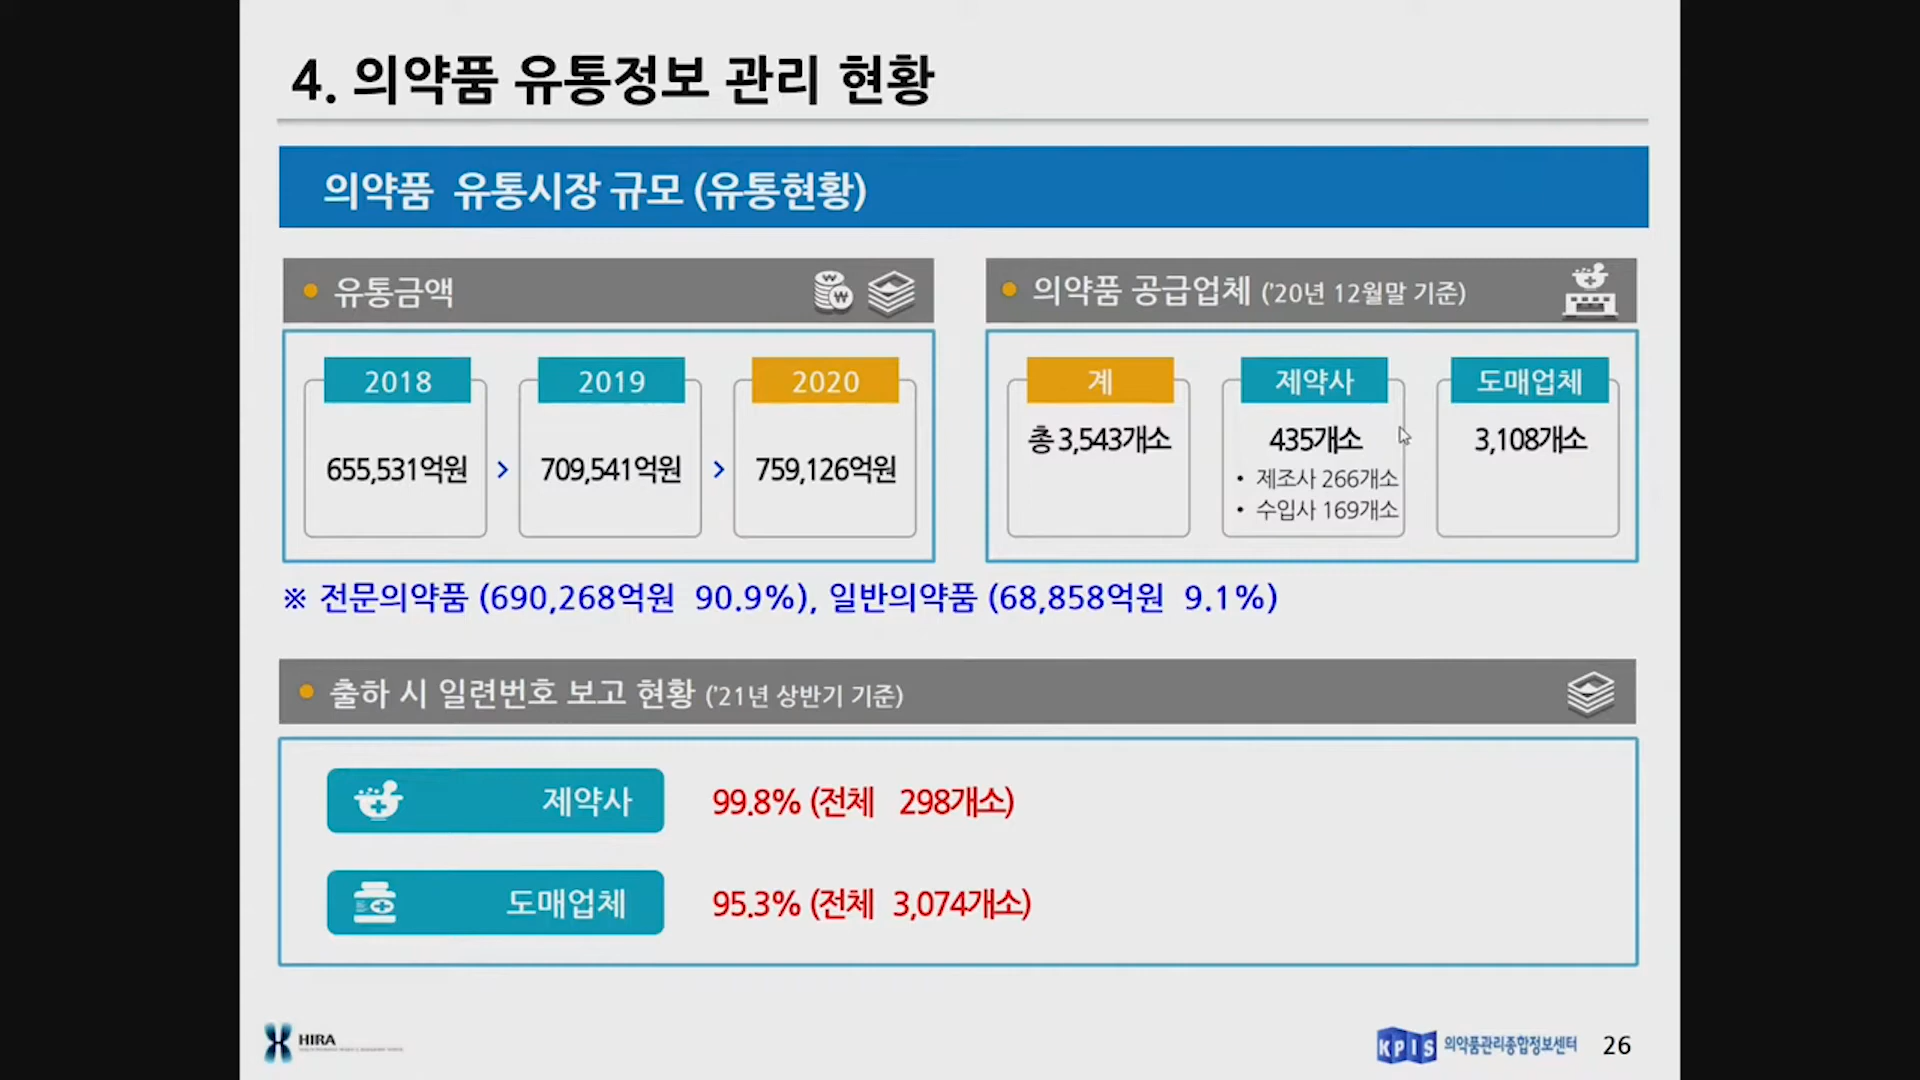 4. 의약품 유통정보 관리 현황
의약품 유통시장 규모 (유통현황)
• 유통금액
2018
2019
2020
655,531억원 > 709,541억원 > 759,126억원
• 의약품 공급업체 ('20년 12월말 기준)
계
제약사
도매업체
총 3,543개소
435개소
3,108개소
• 제조사 266개소
• 수입사 169개소
※ 전문의약품 (690,268억원 90.9%), 일반의약품 (68,858억원 9.1%)
• 출하 시 일련번호 보고 현황 ('21년 상반기 기준)
제약사 99.8% (전체 298개소)
도매업체 95.3% (전체 3,074개소)
HIRA
KPIS 의약품관리종합정보센터 26